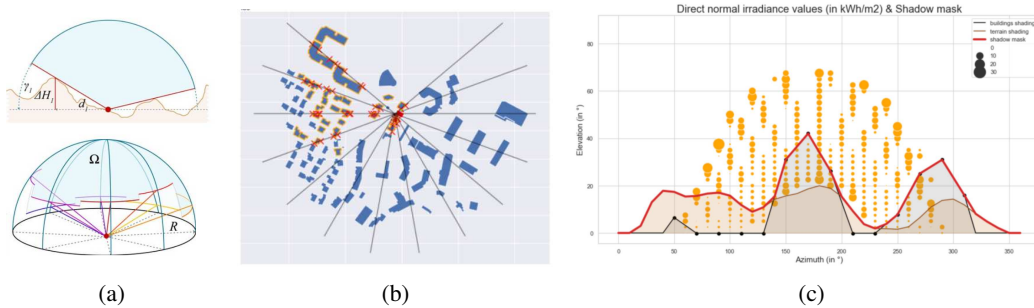 γ₁
ΔH₁
d₁
Ω
R
(a)
(b)
Direct normal irradiance values (in kWh/m2) & Shadow mask
buildings shading
terrain shading
shadow mask
0
10
20
30
Elevation (in °)
80
60
40
20
0
0 50 100 150 200 250 300 350
Azimuth (in °)
(c)